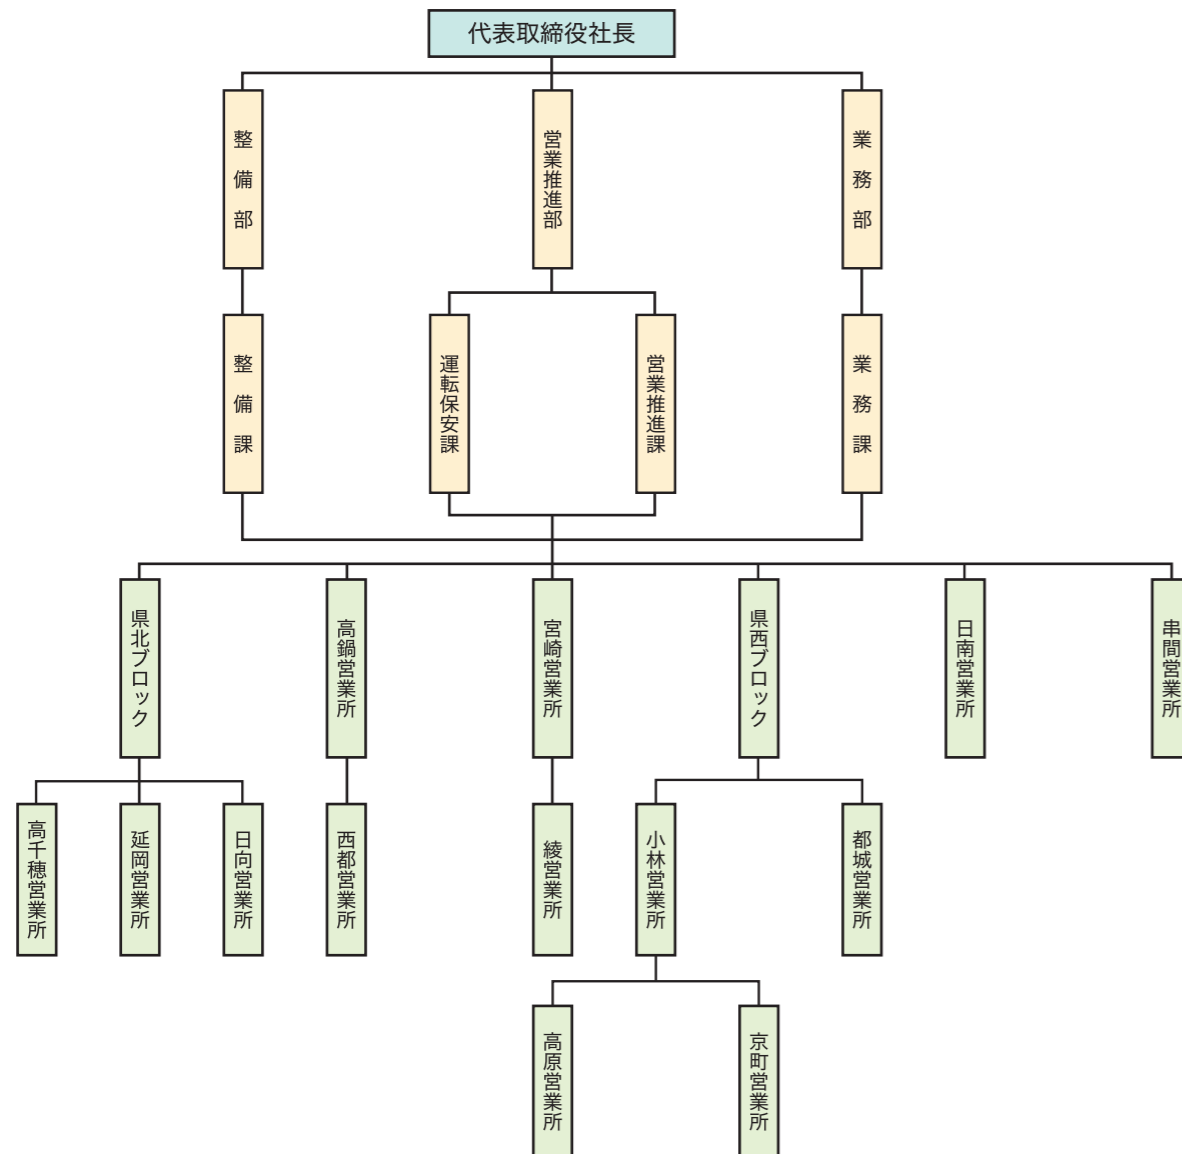 代表取締役社長
整備部
営業推進部
業務部
整備課
運転保安課
営業推進課
業務課
県北ブロック
高鍋営業所
宮崎営業所
県西ブロック
日南営業所
串間営業所
高千穂営業所
延岡営業所
日向営業所
西都営業所
綾営業所
小林営業所
都城営業所
高原営業所
京町営業所